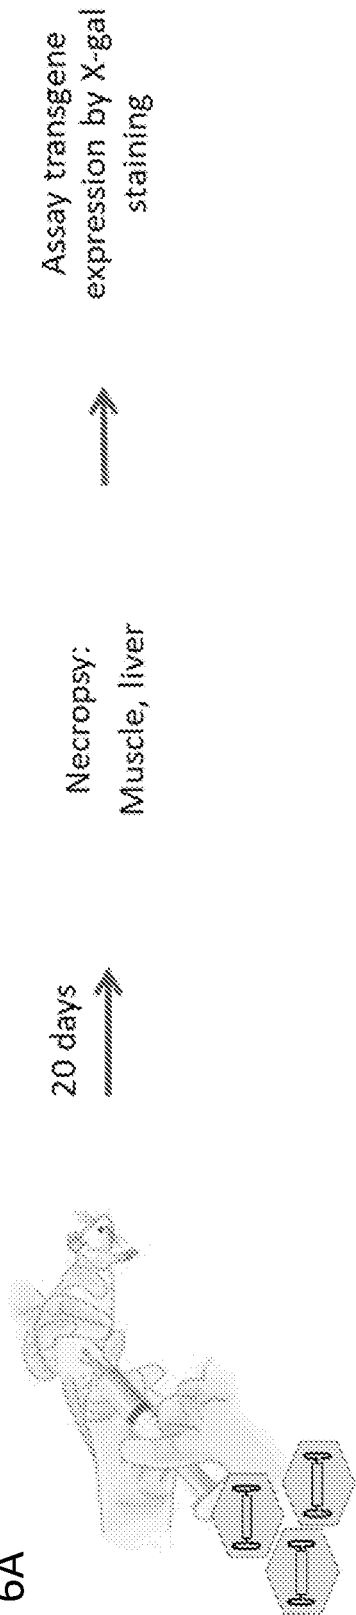 6A
20 days
Necropsy:
Muscle, liver
Assay transgene
expression by X-gal
staining